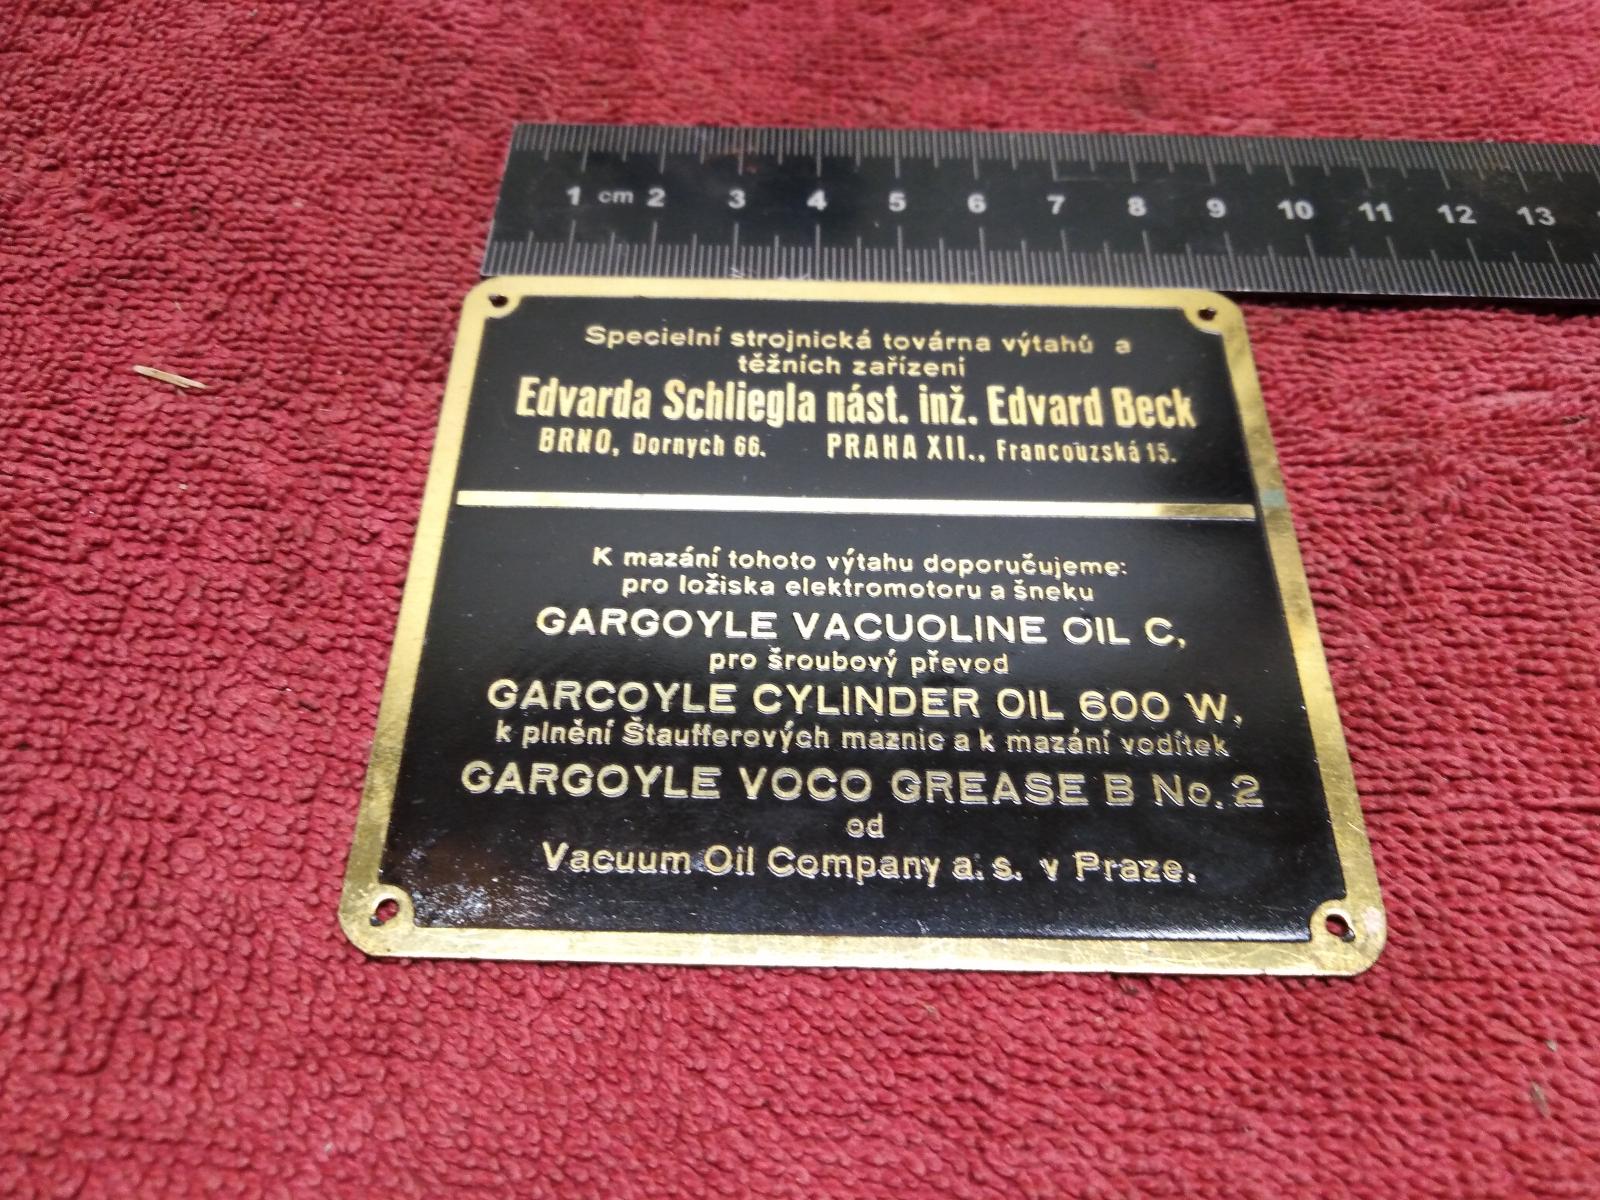 1 cm 2 3 4 5 6 7 8 9 10 11 12 13
Specielní strojnická továrna výtahů a
těžních zařízení
Edvarda Schliegla nást. inž. Edvard Beck
BRNO, Dornych 66. PRAHA XII., Francouzská 15.
K mazání tohoto výtahu doporučujeme:
pro ložiska elektromotoru a šneku
GARGOYLE VACUOLINE OIL C,
pro šroubový převod
GARCOYLE CYLINDER OIL 600 W,
k plnění Štaufferových maznic a k mazání vodítek
GARGOYLE VOCO GREASE B No. 2
od
Vacuum Oil Company a. s. v Praze.